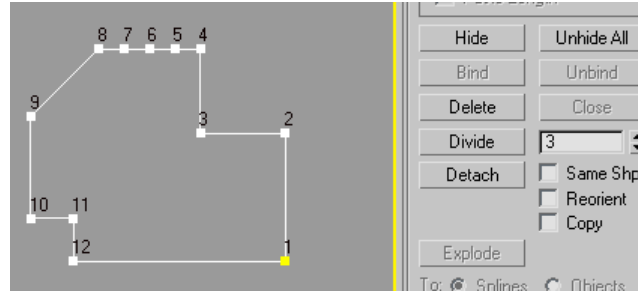 Hide Unhide All
8 7 6 5 4
Bind Unbind
9
Delete Close
3 2
Divide 3
Detach Same Shp
Reorient
10 11
Copy
12 1
Explode
To: Splines Objects